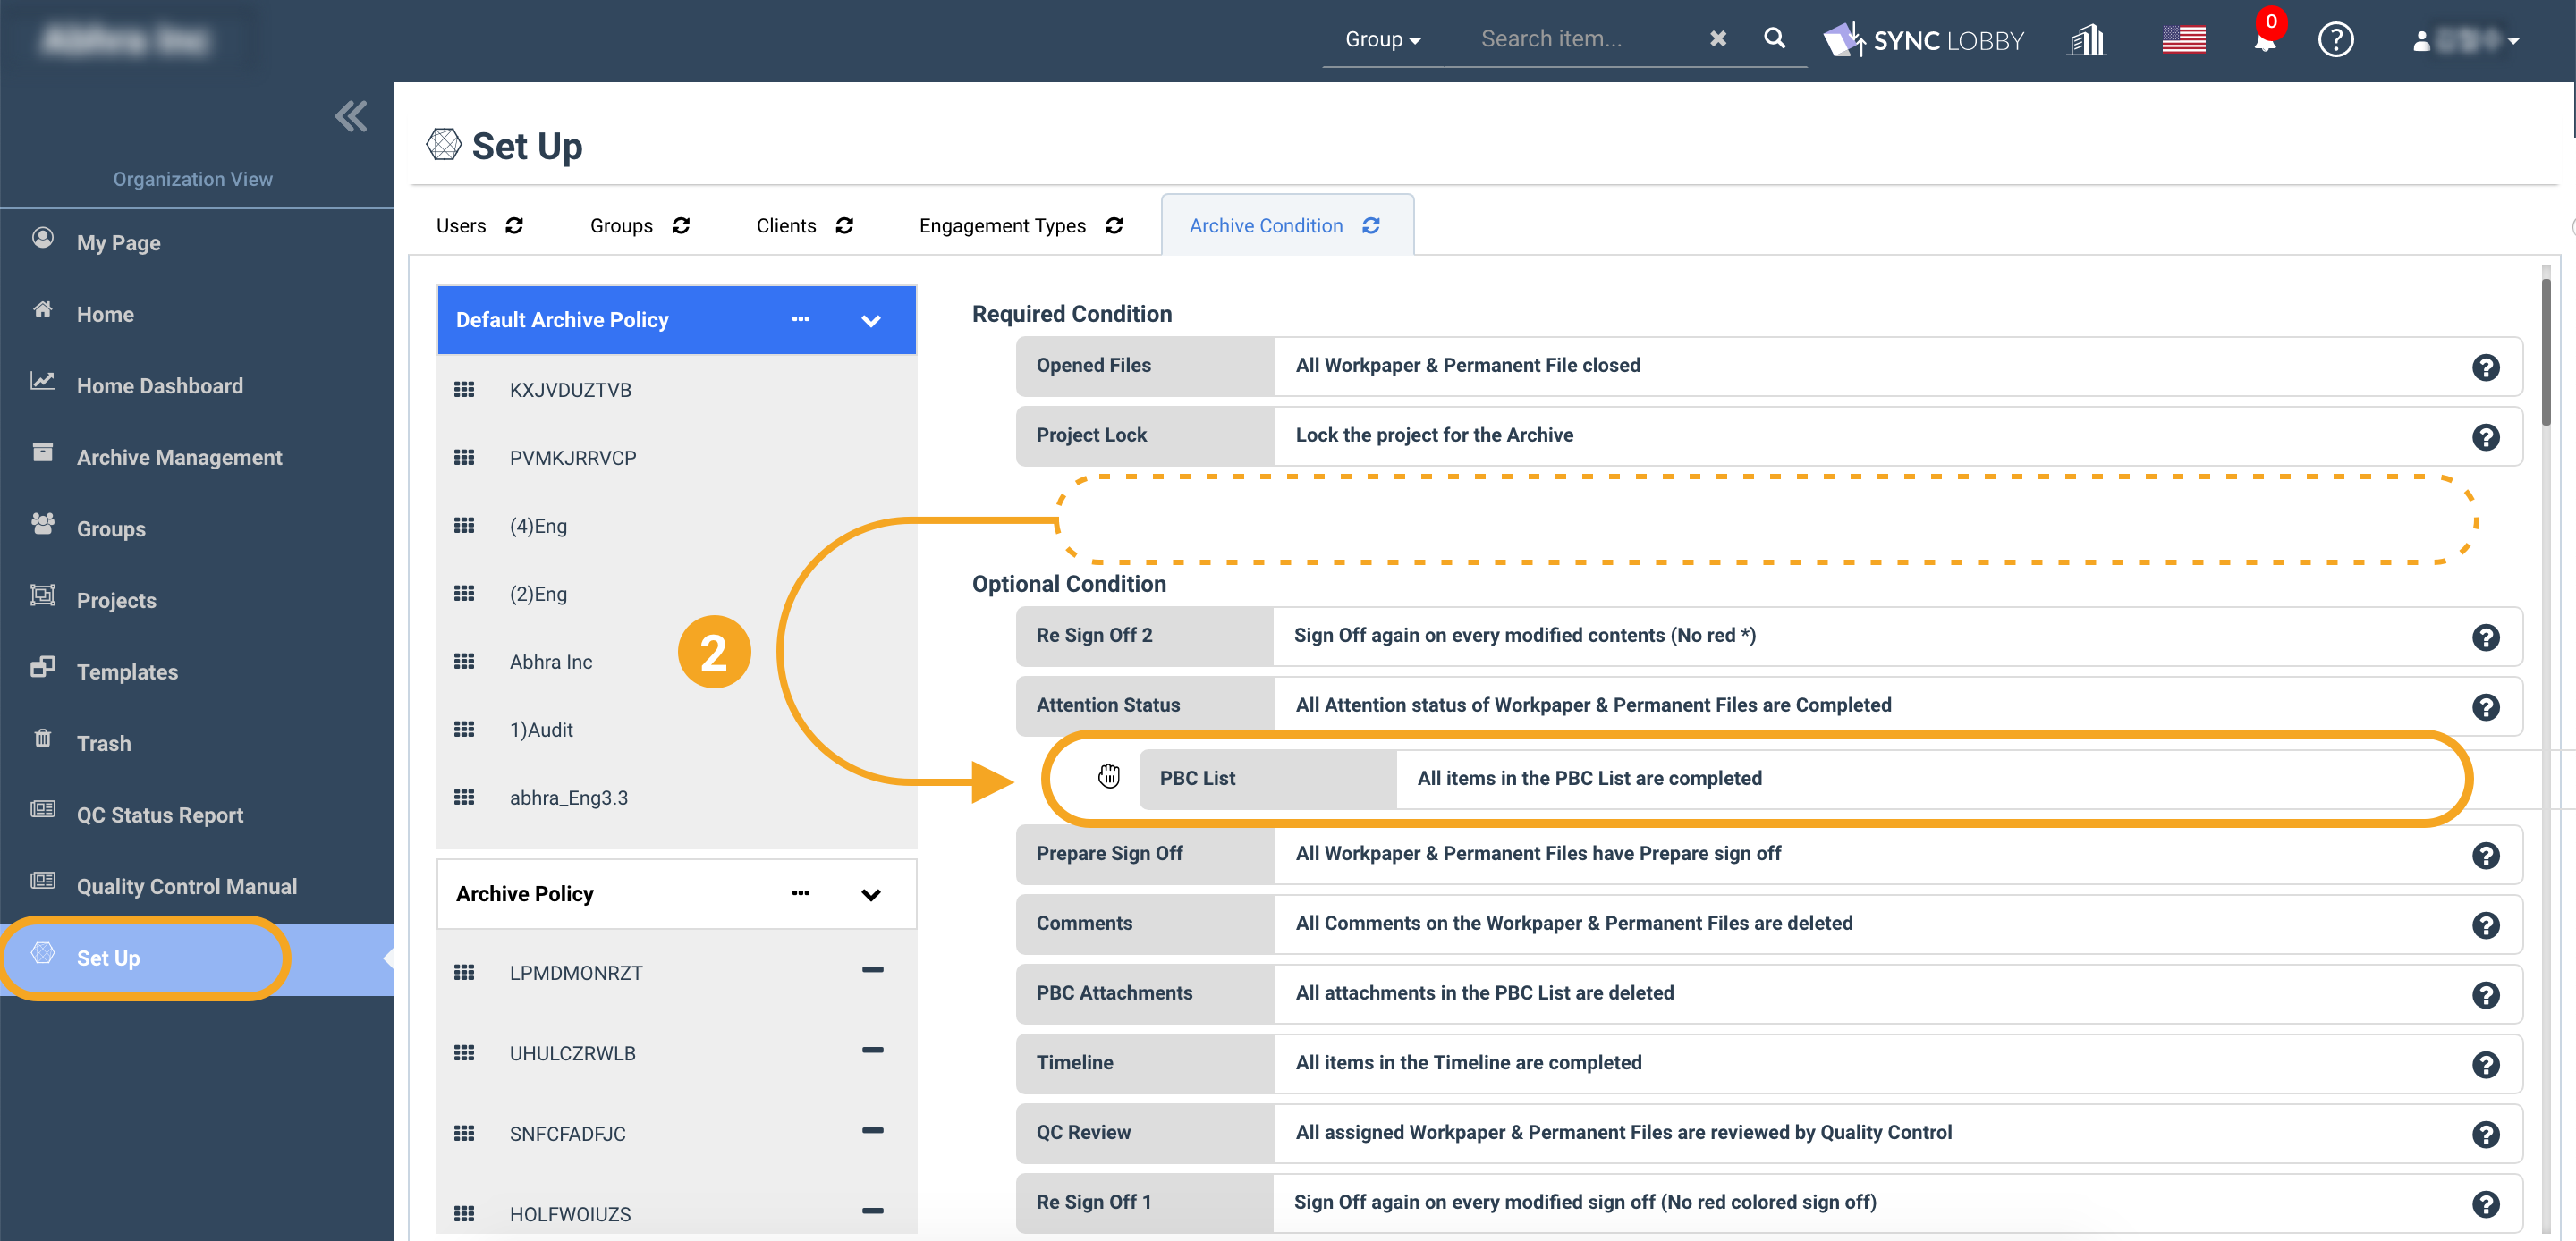 Abhra Inc
Group
Search item...
SYNC LOBBY
0
Organization View
My Page
Home
Home Dashboard
Archive Management
Groups
Projects
Templates
Trash
QC Status Report
Quality Control Manual
Set Up
Set Up
Users
Groups
Clients
Engagement Types
Archive Condition
Default Archive Policy
KXJVDUZTVB
PVMKJRRVCP
(4)Eng
(2)Eng
Abhra Inc
1)Audit
abhra_Eng3.3
Archive Policy
LPMDMONRZT
UHULCZRWLB
SNFCFADFJC
HOLFWOIUZS
2
Required Condition
Opened Files All Workpaper & Permanent File closed
Project Lock Lock the project for the Archive
Optional Condition
Re Sign Off 2 Sign Off again on every modified contents (No red *)
Attention Status All Attention status of Workpaper & Permanent Files are Completed
PBC List All items in the PBC List are completed
Prepare Sign Off All Workpaper & Permanent Files have Prepare sign off
Comments All Comments on the Workpaper & Permanent Files are deleted
PBC Attachments All attachments in the PBC List are deleted
Timeline All items in the Timeline are completed
QC Review All assigned Workpaper & Permanent Files are reviewed by Quality Control
Re Sign Off 1 Sign Off again on every modified sign off (No red colored sign off)